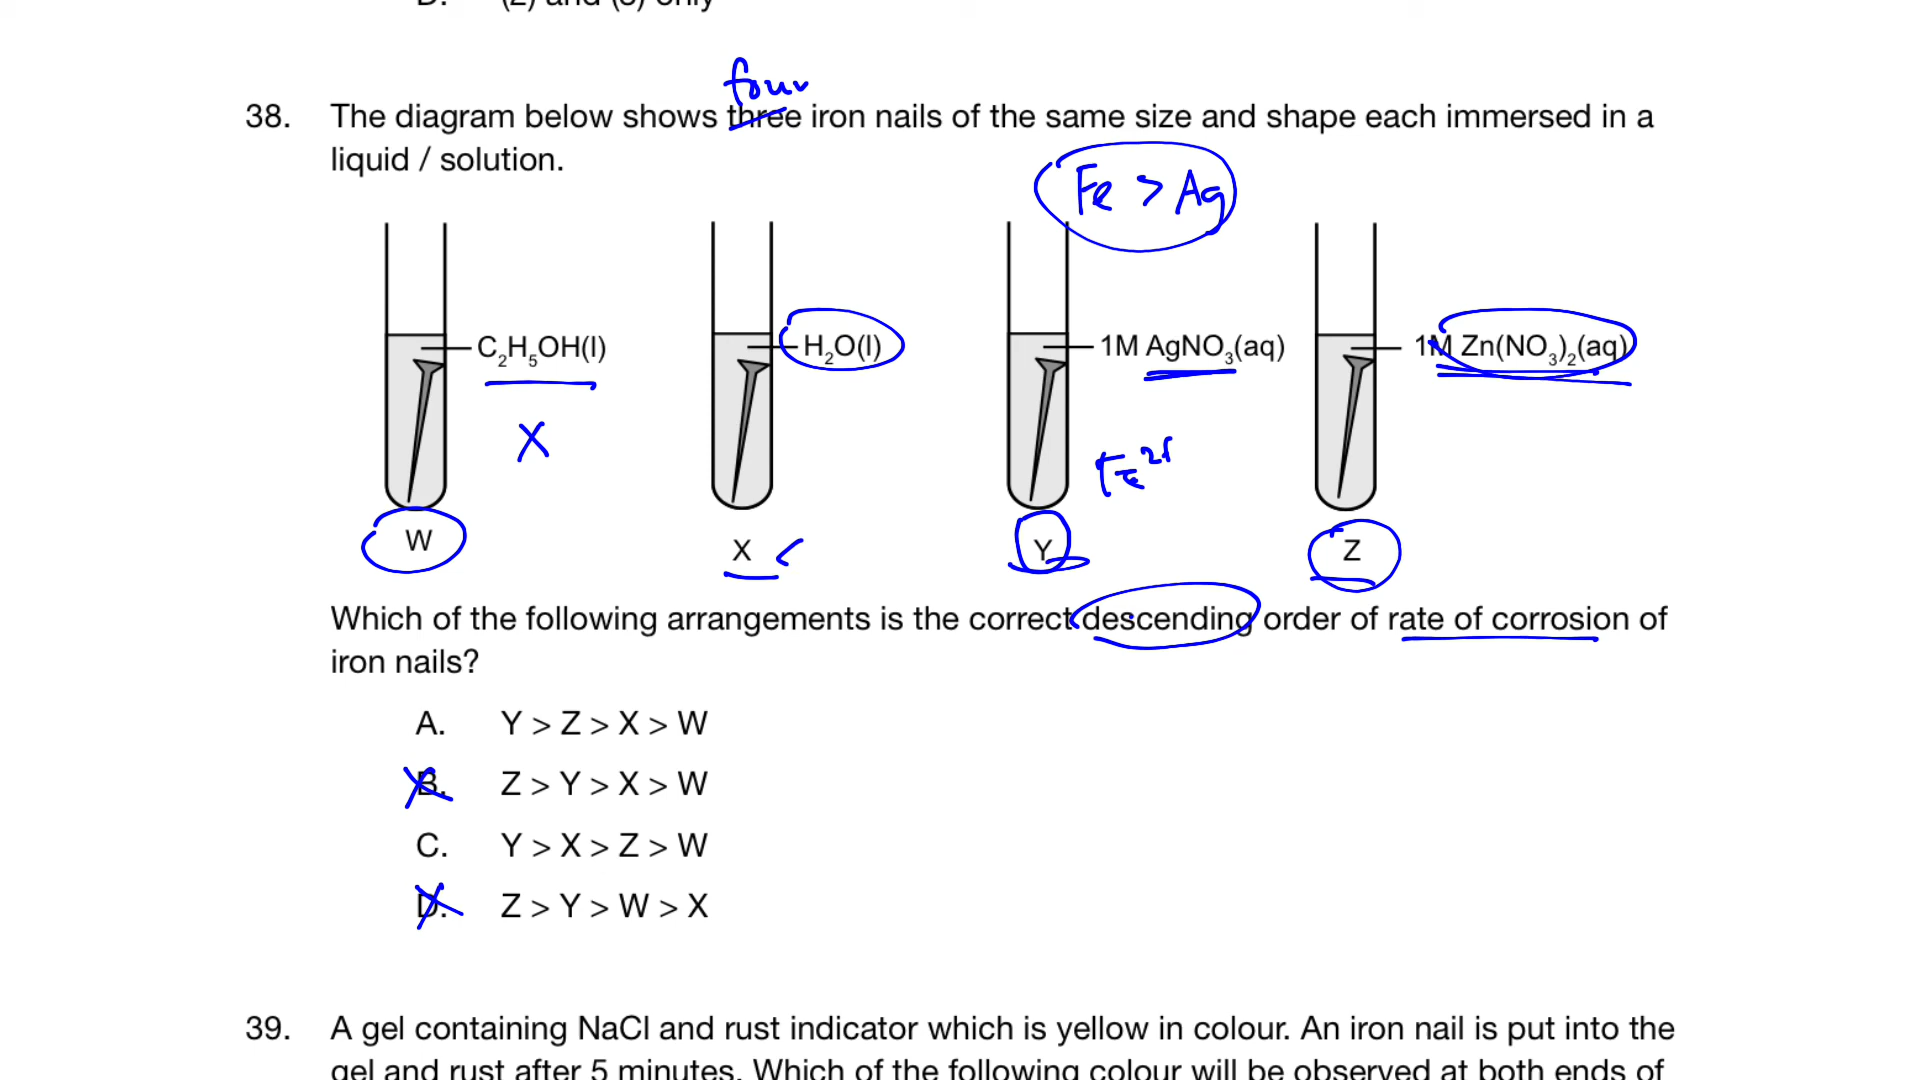 D. (2) and (3) only
four
38. The diagram below shows three iron nails of the same size and shape each immersed in a
liquid / solution.
Fe > Ag
C₂H₅OH(l)
H₂O(l)
1M AgNO₃(aq)
1M Zn(NO₃)₂(aq)
X
Fe²⁺
W
X
Y
Z
Which of the following arrangements is the correct descending order of rate of corrosion of
iron nails?
A. Y > Z > X > W
B. Z > Y > X > W
C. Y > X > Z > W
D. Z > Y > W > X
39. A gel containing NaCl and rust indicator which is yellow in colour. An iron nail is put into the
gel and rust after 5 minutes. Which of the following colour will be observed at both ends of